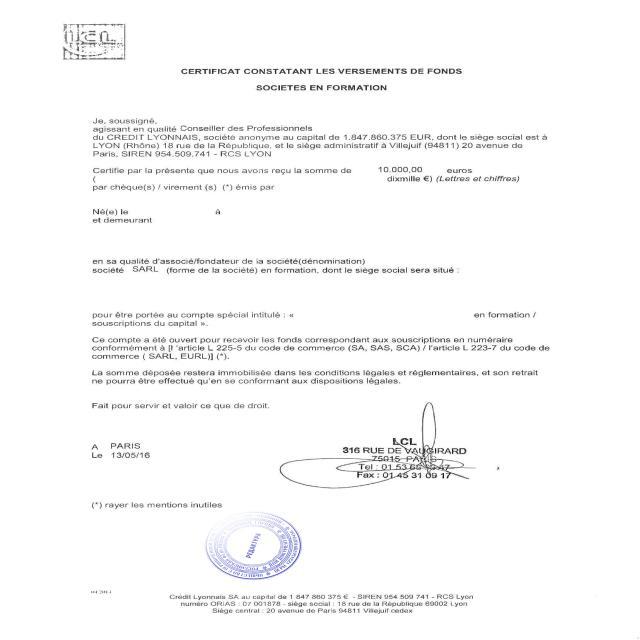 CERTIFICAT CONSTATANT LES VERSEMENTS DE FONDS
SOCIETES EN FORMATION
Je, soussigné,
agissant en qualité Conseiller des Professionnels
du CREDIT LYONNAIS, société anonyme au capital de 1.847.860.375 EUR, dont le siège social est à
LYON (Rhône) 18 rue de la République, et le siège administratif à Villejuif (94811) 20 avenue de
Paris, SIREN 954.509.741 - RCS LYON
Certifie par la présente que nous avons reçu la somme de 10.000,00 euros
( dixmille €) (Lettres et chiffres)
par chèque(s) / virement (s) (*) émis par
Né(e) le à
et demeurant
en sa qualité d'associé/fondateur de la société(dénomination)
société SARL (forme de la société) en formation, dont le siège social sera situé :
pour être portée au compte spécial intitulé : « en formation /
souscriptions du capital ».
Ce compte a été ouvert pour recevoir les fonds correspondant aux souscriptions en numéraire
conformément à [l 'article L 225-5 du code de commerce (SA, SAS, SCA) / l'article L 223-7 du code de
commerce ( SARL, EURL)] (*).
La somme déposée restera immobilisée dans les conditions légales et réglementaires, et son retrait
ne pourra être effectué qu'en se conformant aux dispositions légales.
Fait pour servir et valoir ce que de droit.
A PARIS
Le 13/05/16
LCL
316 RUE DE VAUGIRARD
75015 PARIS
Tel : 01.53.68
Fax : 01 45 31 09 17
(*) rayer les mentions inutiles
Crédit Lyonnais SA au capital de 1 847 860 375 € - SIREN 954 509 741 - RCS Lyon
numéro ORIAS : 07 001878 - siège social : 18 rue de la République 69002 Lyon
Siège central : 20 avenue de Paris 94811 Villejuif cedex